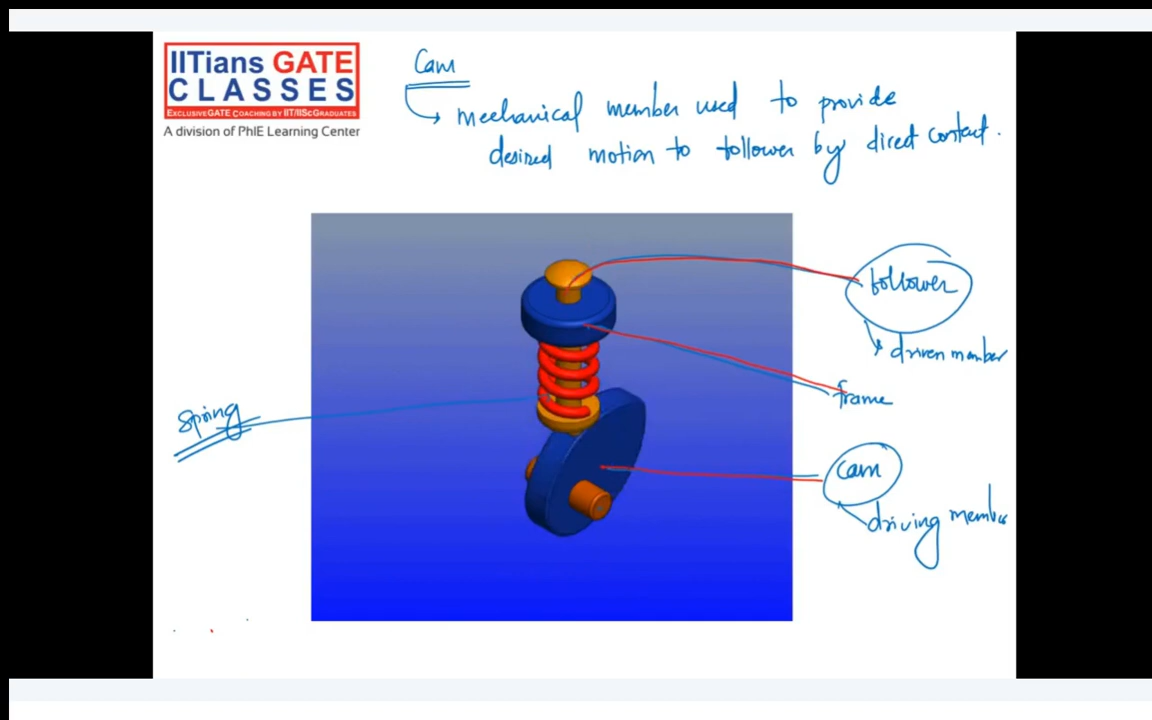 IITians GATE
CLASSES
EXCLUSIVE GATE COACHING BY IIT/IISc GRADUATES
A division of PhIE Learning Center
Cam
mechanical member used to provide
desired motion to follower by direct contact.
follower
driven member
frame
Spring
cam
driving member